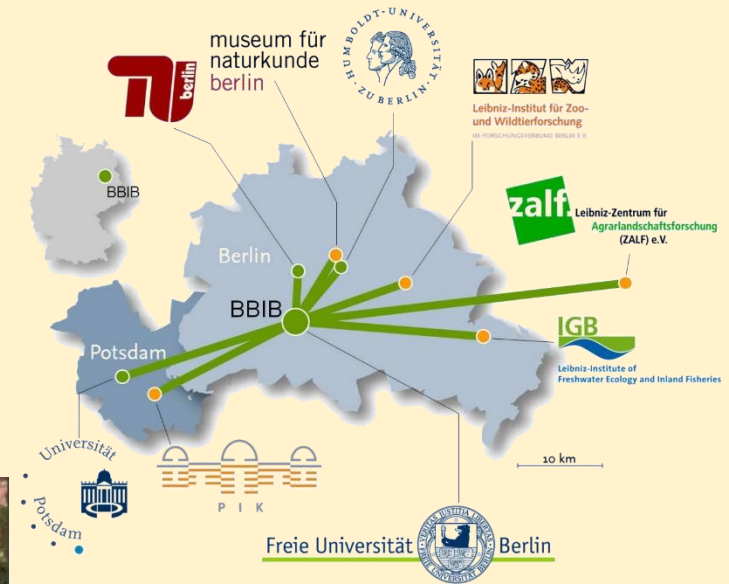 TU berlin
museum für
naturkunde
berlin
HUMBOLDT-UNIVERSITÄT · ZU BERLIN ·
Leibniz-Institut für Zoo-
und Wildtierforschung
IM FORSCHUNGSVERBUND BERLIN E.V.
BBIB
zalf.
Leibniz-Zentrum für
Agrarlandschaftsforschung
(ZALF) e.V.
Berlin
BBIB
IGB
Leibniz-Institute of
Freshwater Ecology and Inland Fisheries
Potsdam
10 km
Universität
Potsdam
PIK
Freie Universität
Berlin